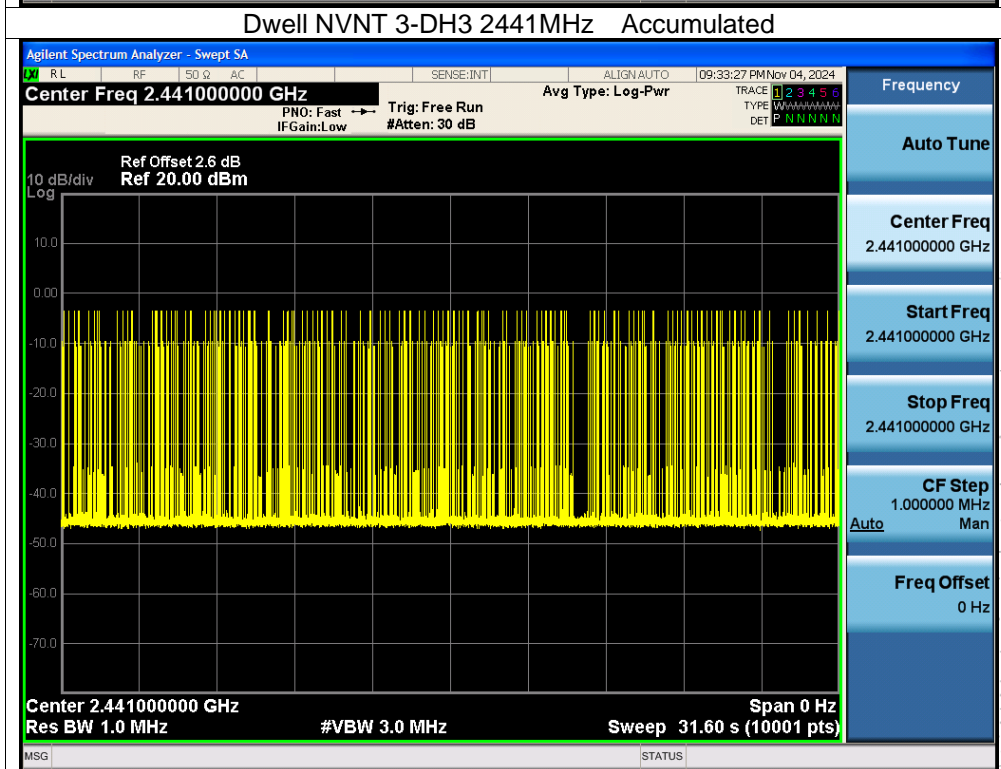 Dwell NVNT 3-DH3 2441MHz Accumulated
Agilent Spectrum Analyzer - Swept SA
LXI RL RF 50 Ω AC SENSE:INT ALIGN AUTO 09:33:27 PM Nov 04, 2024
Center Freq 2.441000000 GHz
PNO: Fast
IFGain:Low
Trig: Free Run
#Atten: 30 dB
Avg Type: Log-Pwr
TRACE 1 2 3 4 5 6
TYPE W
DET P N N N N N
Ref Offset 2.6 dB
Ref 20.00 dBm
10 dB/div
Log
10.0
0.00
-10.0
-20.0
-30.0
-40.0
-50.0
-60.0
-70.0
Center 2.441000000 GHz
Res BW 1.0 MHz
#VBW 3.0 MHz
Span 0 Hz
Sweep 31.60 s (10001 pts)
MSG
STATUS
Frequency
Auto Tune
Center Freq
2.441000000 GHz
Start Freq
2.441000000 GHz
Stop Freq
2.441000000 GHz
CF Step
1.000000 MHz
Auto Man
Freq Offset
0 Hz